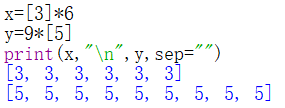 x=[3]*6
y=9*[5]
print(x,"\n",y,sep="")
[3, 3, 3, 3, 3, 3]
[5, 5, 5, 5, 5, 5, 5, 5, 5]